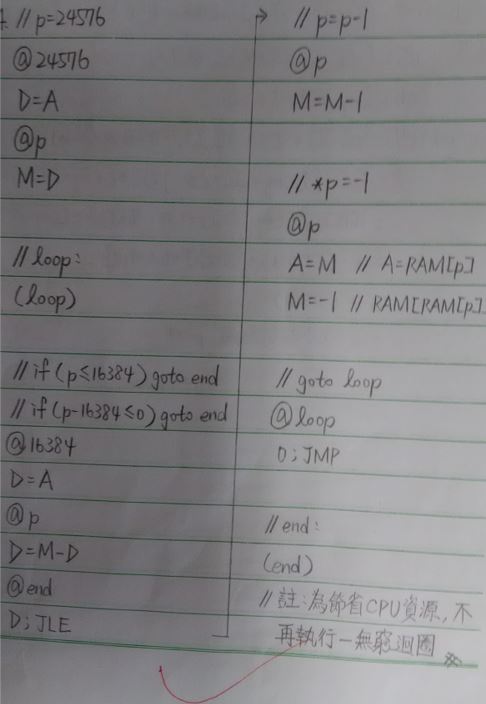 // p=24576
@24576
D=A
@p
M=D
// loop:
(loop)
// if (p≤16384) goto end
// if (p-16384≤0) goto end
@16384
D=A
@p
D=M-D
@end
D;JLE
// p=p-1
@p
M=M-1
// *p=-1
@p
A=M // A=RAM[p]
M=-1 // RAM[RAM[p]
// goto loop
@loop
0;JMP
// end:
(end)
// 註:為節省CPU資源,不
再執行一無窮迴圈